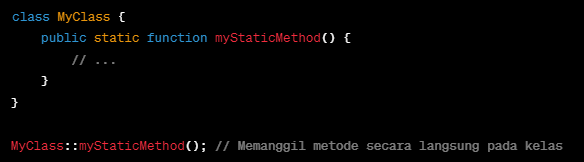 class MyClass {
    public static function myStaticMethod() {
        // ...
    }
}

MyClass::myStaticMethod(); // Memanggil metode secara langsung pada kelas